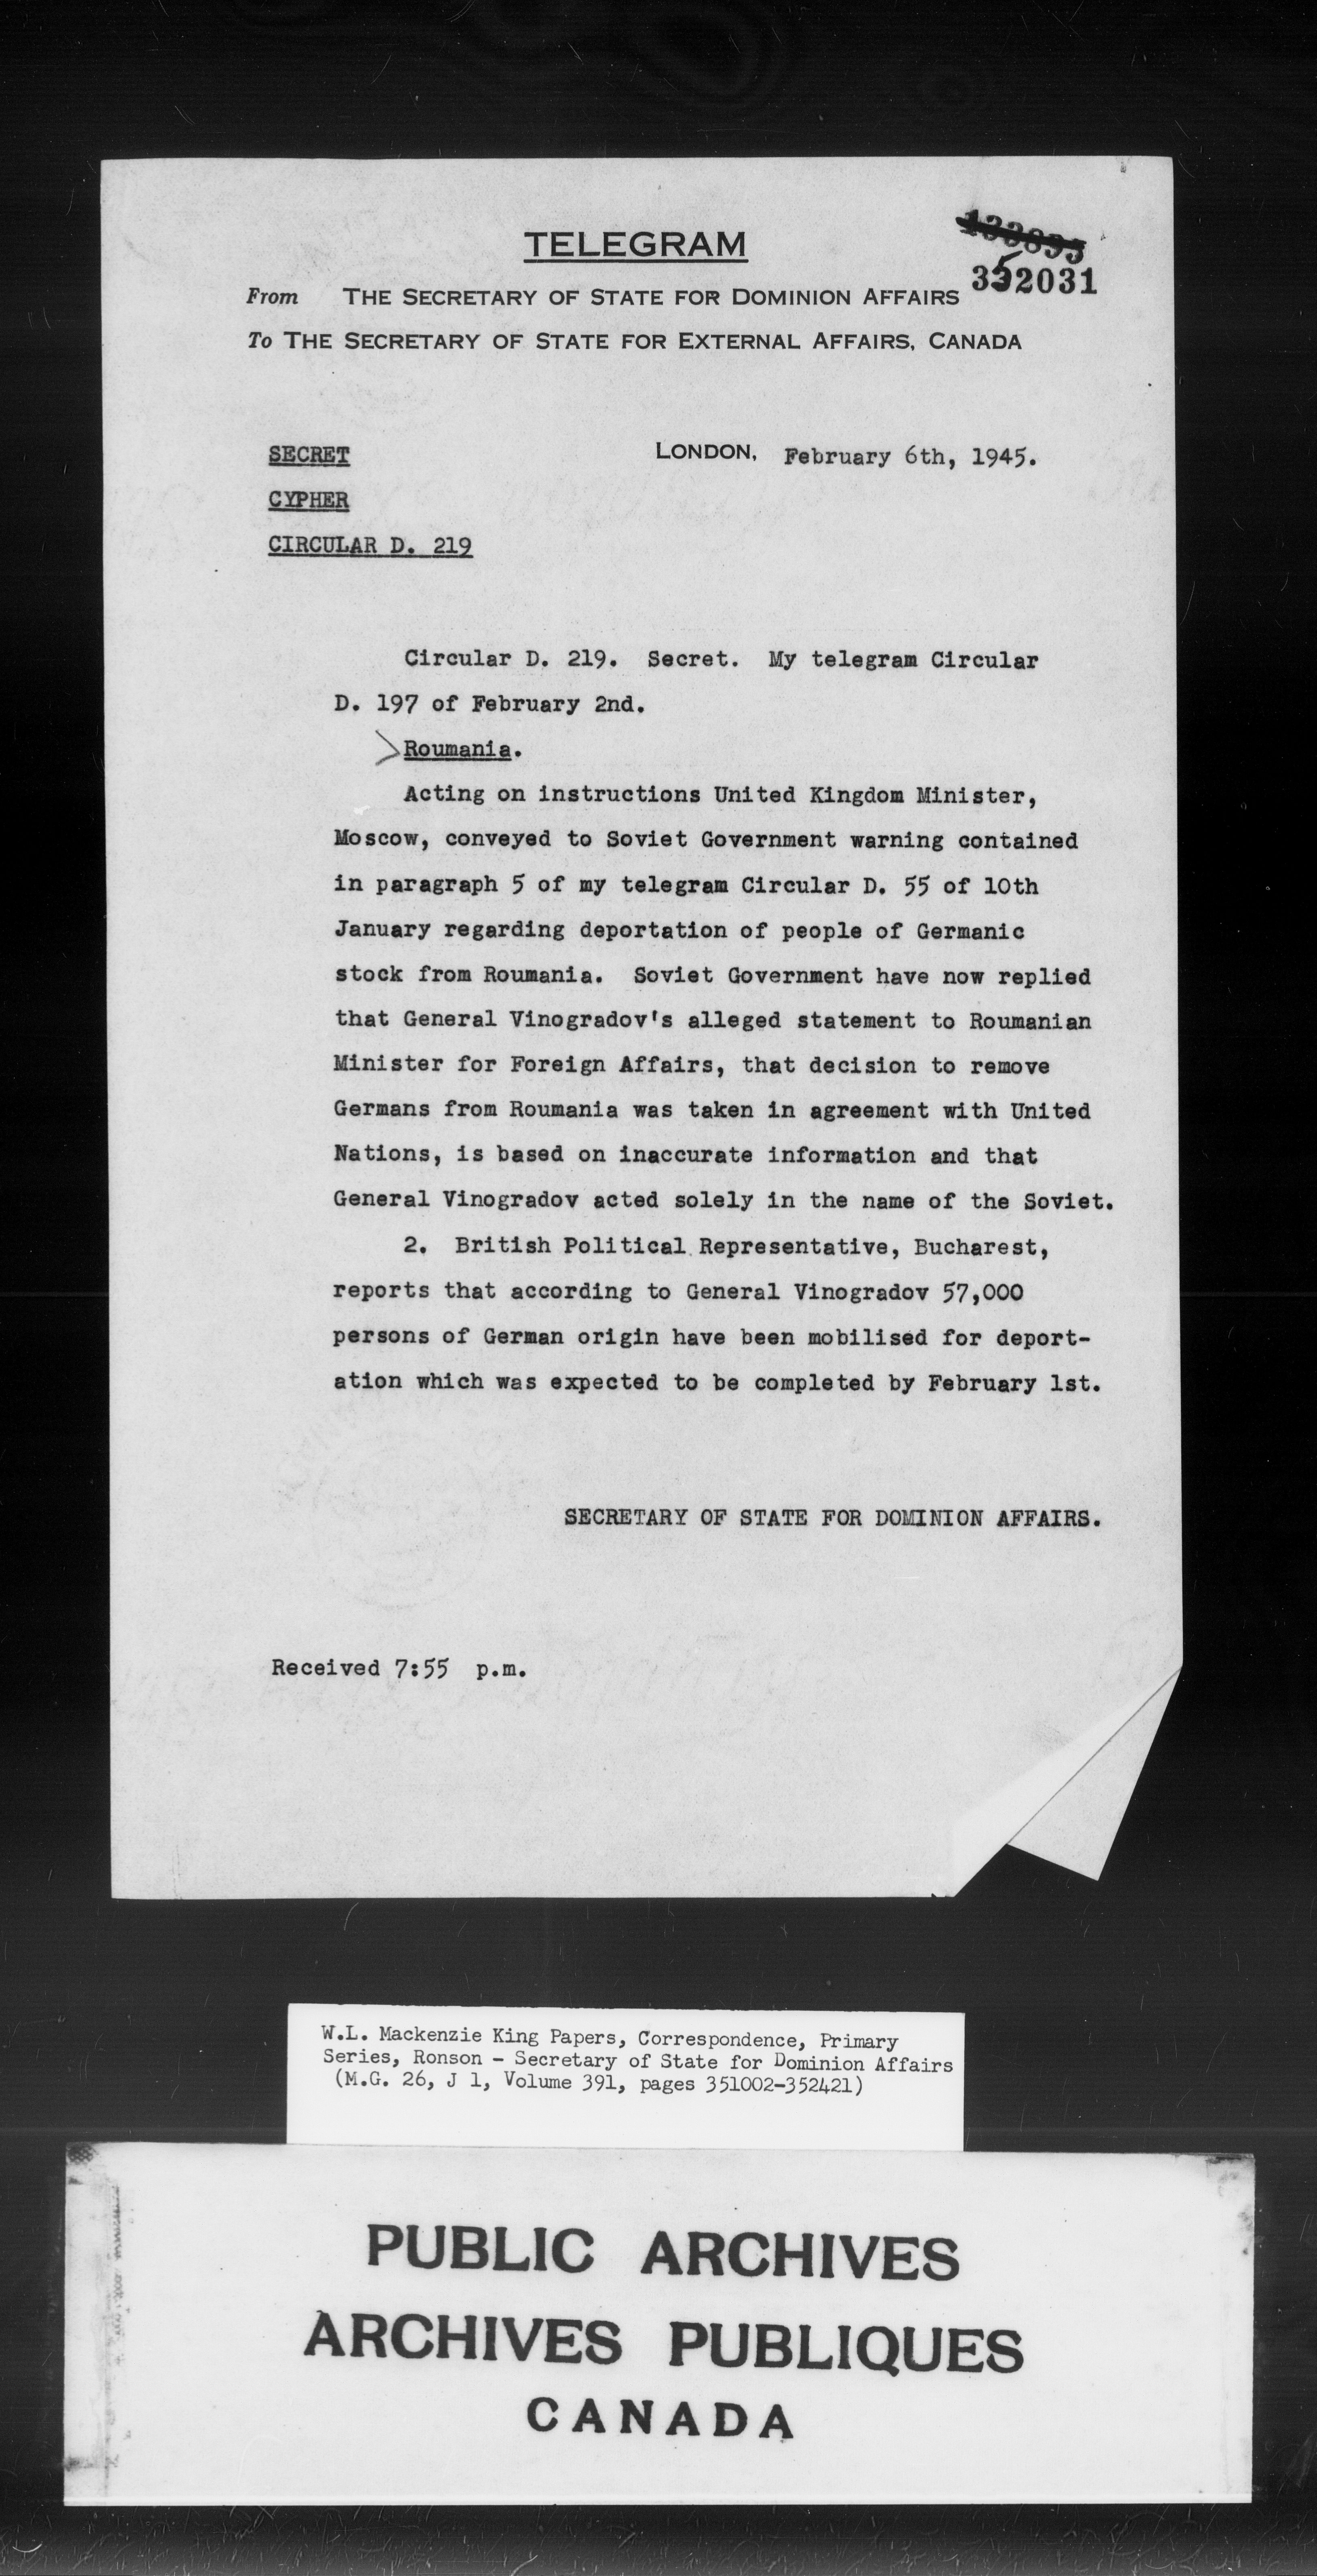 TELEGRAM
352031
From THE SECRETARY OF STATE FOR DOMINION AFFAIRS
To THE SECRETARY OF STATE FOR EXTERNAL AFFAIRS, CANADA
SECRET
LONDON, February 6th, 1945.
CYPHER
CIRCULAR D. 219
Circular D. 219. Secret. My telegram Circular
D. 197 of February 2nd.
Roumania.
Acting on instructions United Kingdom Minister,
Moscow, conveyed to Soviet Government warning contained
in paragraph 5 of my telegram Circular D. 55 of 10th
January regarding deportation of people of Germanic
stock from Roumania. Soviet Government have now replied
that General Vinogradov's alleged statement to Roumanian
Minister for Foreign Affairs, that decision to remove
Germans from Roumania was taken in agreement with United
Nations, is based on inaccurate information and that
General Vinogradov acted solely in the name of the Soviet.
2. British Political Representative, Bucharest,
reports that according to General Vinogradov 57,000
persons of German origin have been mobilised for deport-
ation which was expected to be completed by February 1st.
SECRETARY OF STATE FOR DOMINION AFFAIRS.
Received 7:55 p.m.
W.L. Mackenzie King Papers, Correspondence, Primary
Series, Ronson - Secretary of State for Dominion Affairs
(M.G. 26, J 1, Volume 391, pages 351002-352421)
PUBLIC ARCHIVES
ARCHIVES PUBLIQUES
CANADA